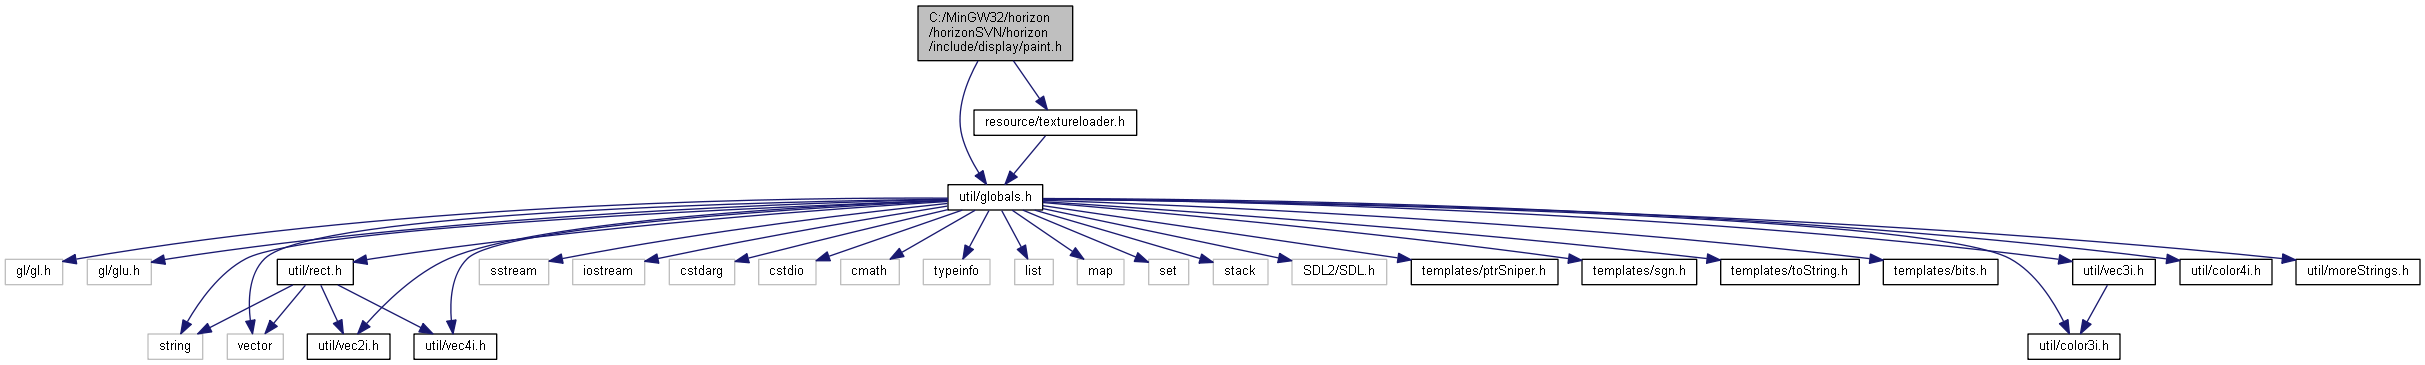 C:/MinGW32/horizon
/horizonSVN/horizon
/include/display/paint.h
resource/textureloader.h
util/globals.h
gl/gl.h
gl/glu.h
util/rect.h
sstream
iostream
cstdarg
cstdio
cmath
typeinfo
list
map
set
stack
SDL2/SDL.h
templates/ptrSniper.h
templates/sgn.h
templates/toString.h
templates/bits.h
util/vec3i.h
util/color4i.h
util/moreStrings.h
string
vector
util/vec2i.h
util/vec4i.h
util/color3i.h